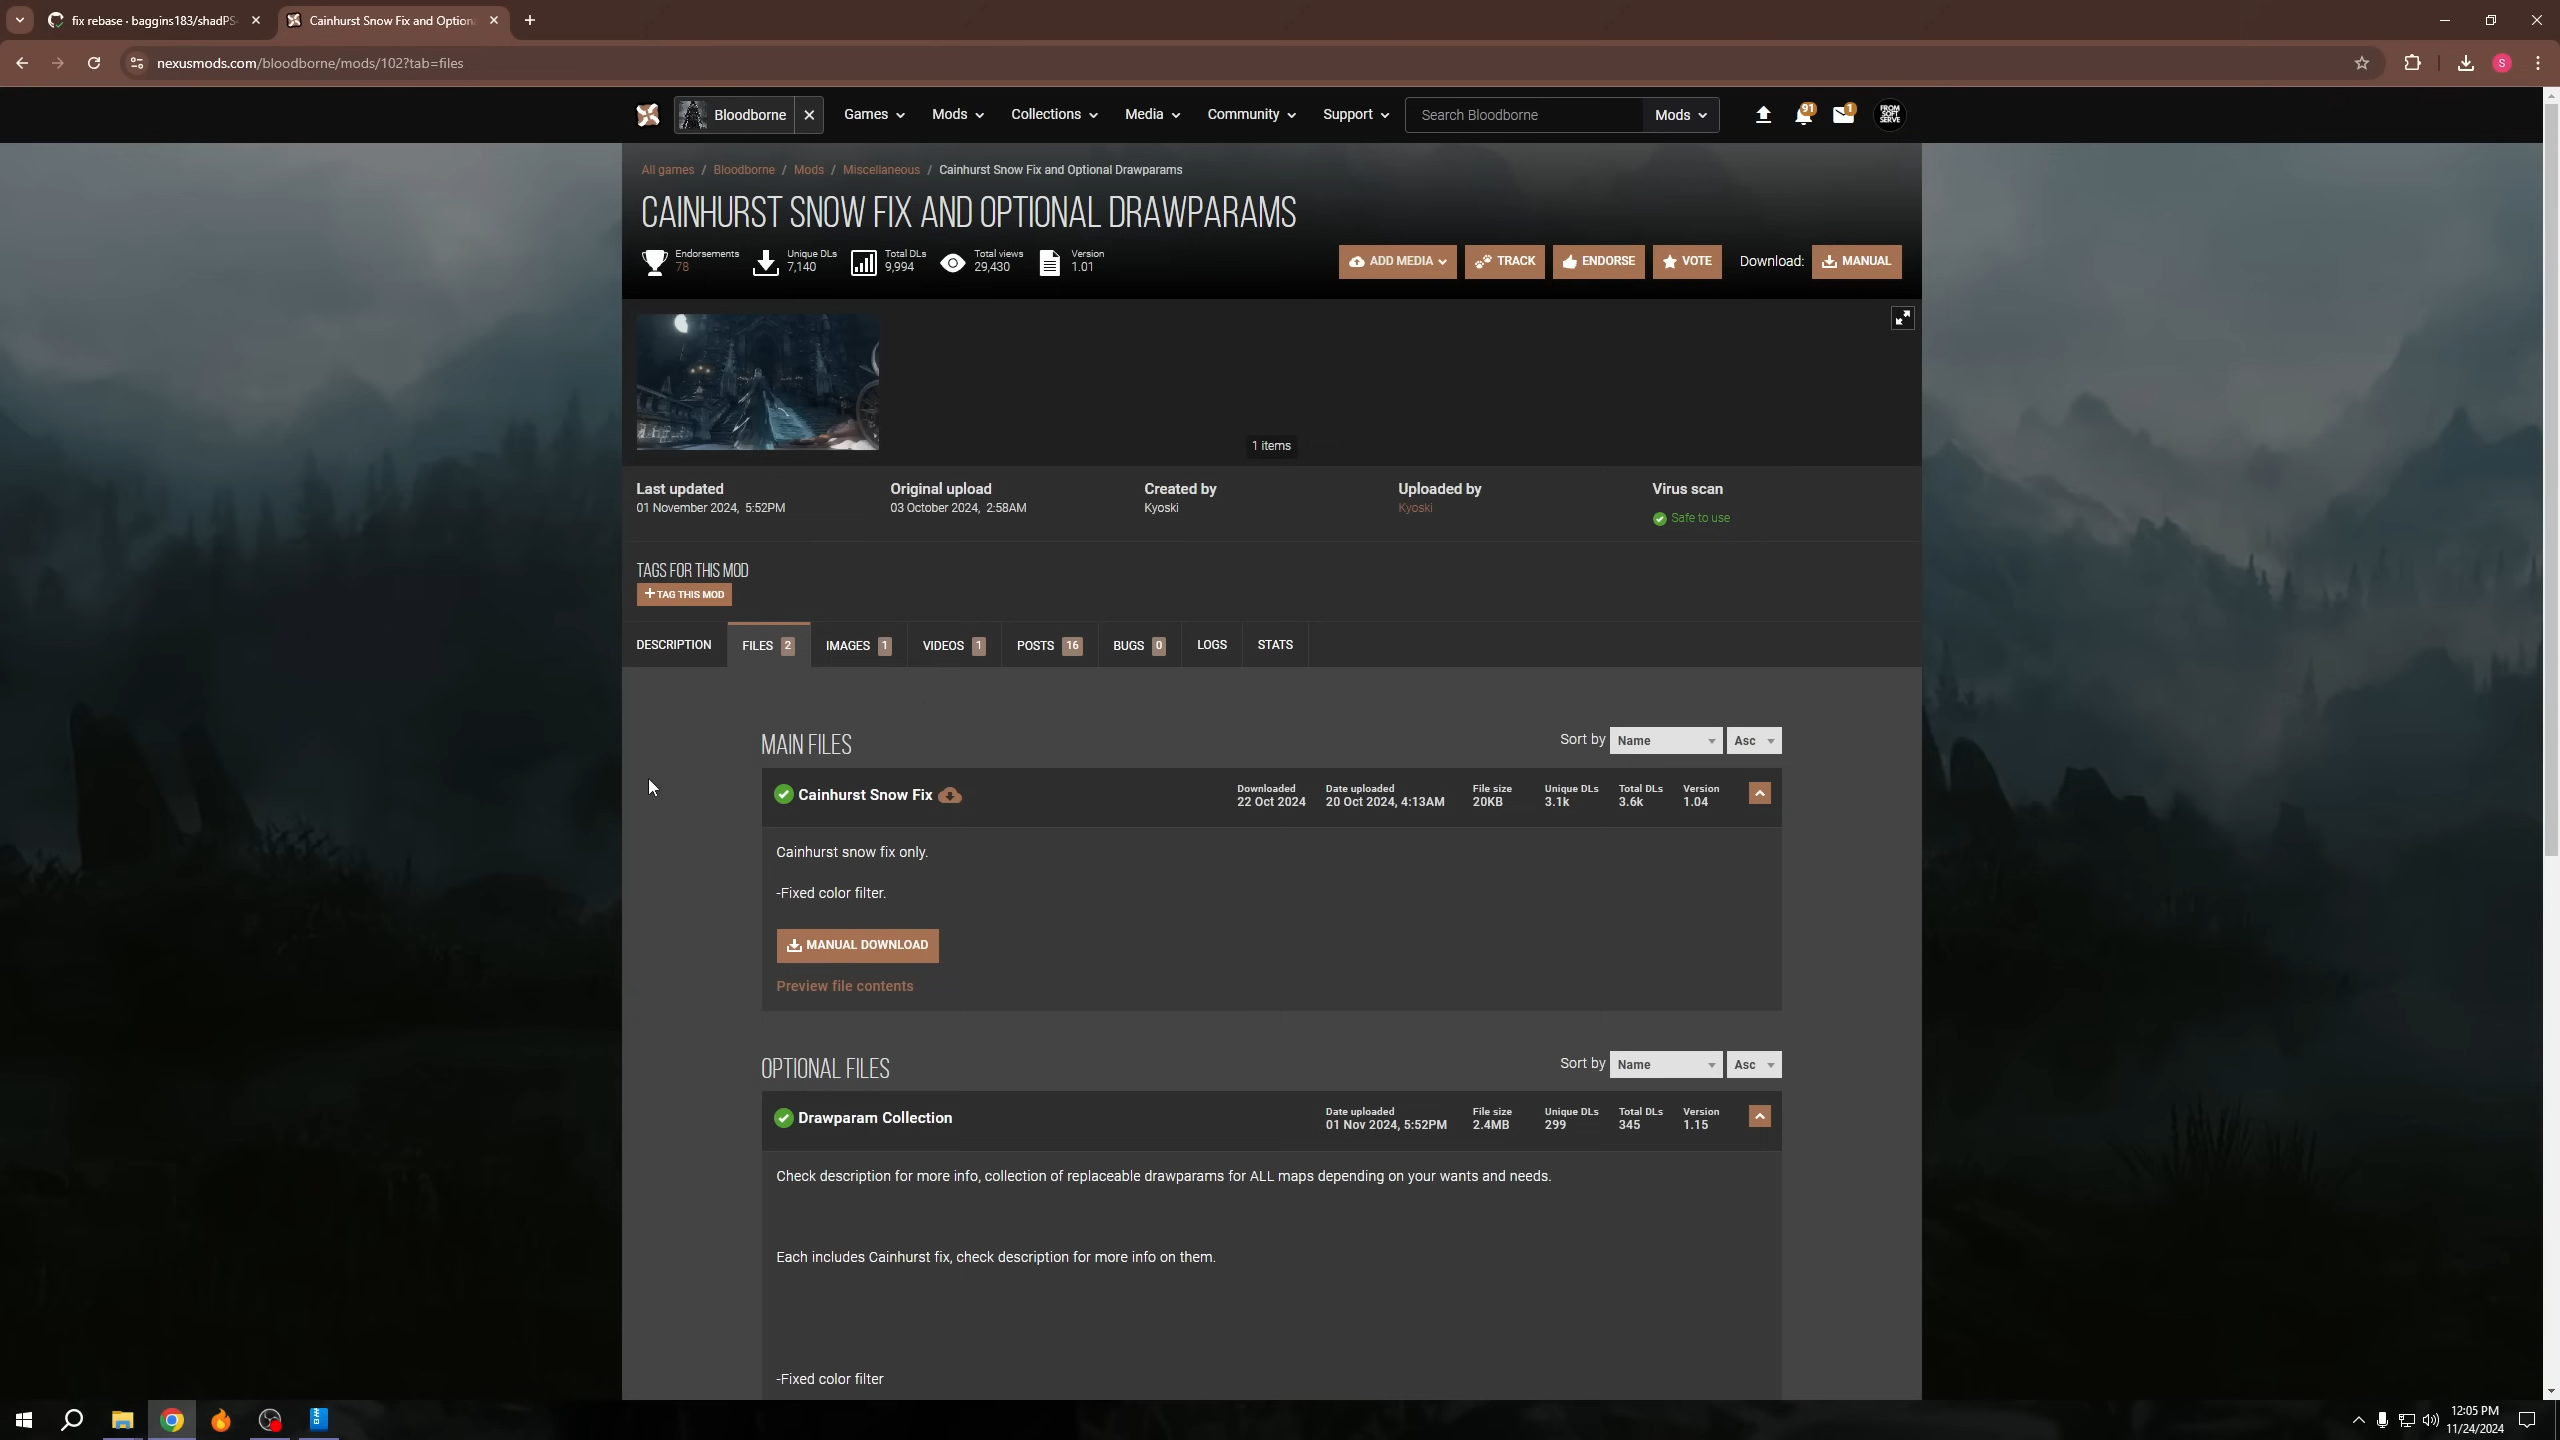 fix rebase · baggins183/shadPS
Cainhurst Snow Fix and Option
nexusmods.com/bloodborne/mods/102?tab=files
S
Bloodborne
Games
Mods
Collections
Media
Community
Support
Search Bloodborne
Mods
91
1
FROM SOFT SERVE
All games / Bloodborne / Mods / Miscellaneous / Cainhurst Snow Fix and Optional Drawparams
CAINHURST SNOW FIX AND OPTIONAL DRAWPARAMS
Endorsements
78
Unique DLs
7,140
Total DLs
9,994
Total views
29,430
Version
1.01
ADD MEDIA
TRACK
ENDORSE
VOTE
Download:
MANUAL
1 items
Last updated
01 November 2024, 5:52PM
Original upload
03 October 2024, 2:58AM
Created by
Kyoski
Uploaded by
Kyoski
Virus scan
Safe to use
TAGS FOR THIS MOD
TAG THIS MOD
DESCRIPTION
FILES 2
IMAGES 1
VIDEOS 1
POSTS 16
BUGS 0
LOGS
STATS
MAIN FILES
Sort by Name Asc
Cainhurst Snow Fix
Downloaded
22 Oct 2024
Date uploaded
20 Oct 2024, 4:13AM
File size
20KB
Unique DLs
3.1k
Total DLs
3.6k
Version
1.04
Cainhurst snow fix only.
-Fixed color filter.
MANUAL DOWNLOAD
Preview file contents
OPTIONAL FILES
Sort by Name Asc
Drawparam Collection
Date uploaded
01 Nov 2024, 5:52PM
File size
2.4MB
Unique DLs
299
Total DLs
345
Version
1.15
Check description for more info, collection of replaceable drawparams for ALL maps depending on your wants and needs.
Each includes Cainhurst fix, check description for more info on them.
-Fixed color filter
12:05 PM
11/24/2024